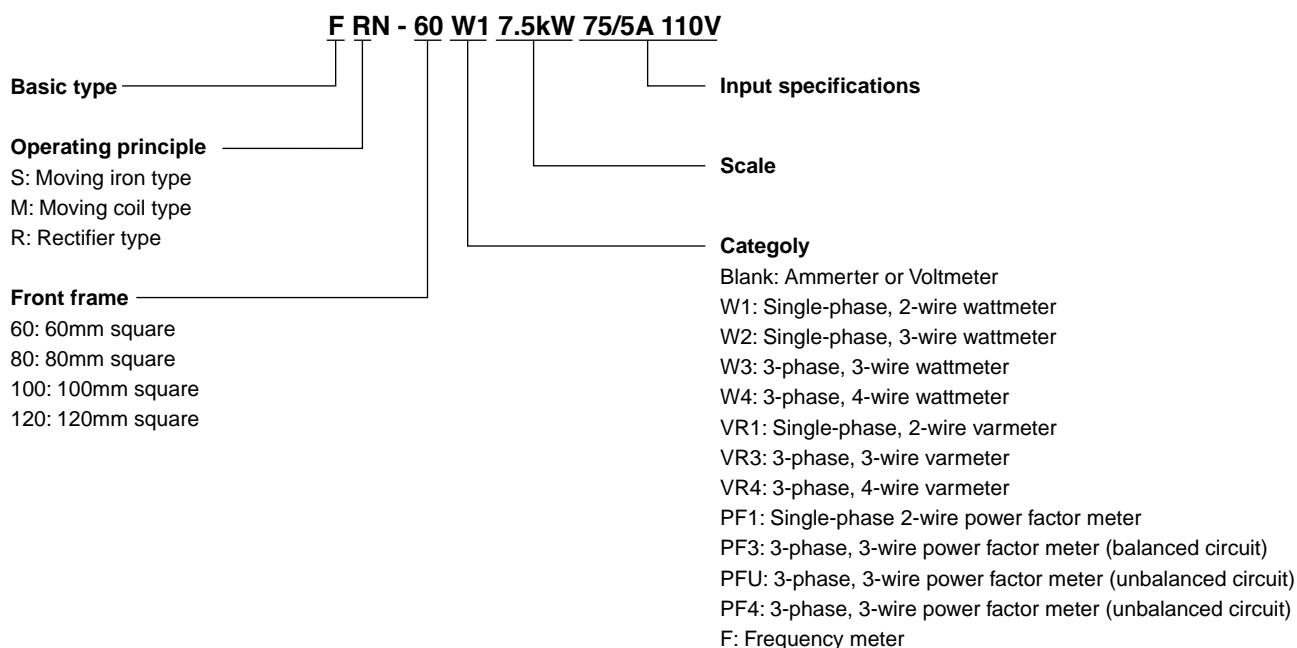 F RN - 60 W1 7.5kW 75/5A 110V
Basic type
Operating principle
S: Moving iron type
M: Moving coil type
R: Rectifier type
Front frame
60: 60mm square
80: 80mm square
100: 100mm square
120: 120mm square
Input specifications
Scale
Categoly
Blank: Ammerter or Voltmeter
W1: Single-phase, 2-wire wattmeter
W2: Single-phase, 3-wire wattmeter
W3: 3-phase, 3-wire wattmeter
W4: 3-phase, 4-wire wattmeter
VR1: Single-phase, 2-wire varmeter
VR3: 3-phase, 3-wire varmeter
VR4: 3-phase, 4-wire varmeter
PF1: Single-phase 2-wire power factor meter
PF3: 3-phase, 3-wire power factor meter (balanced circuit)
PFU: 3-phase, 3-wire power factor meter (unbalanced circuit)
PF4: 3-phase, 3-wire power factor meter (unbalanced circuit)
F: Frequency meter